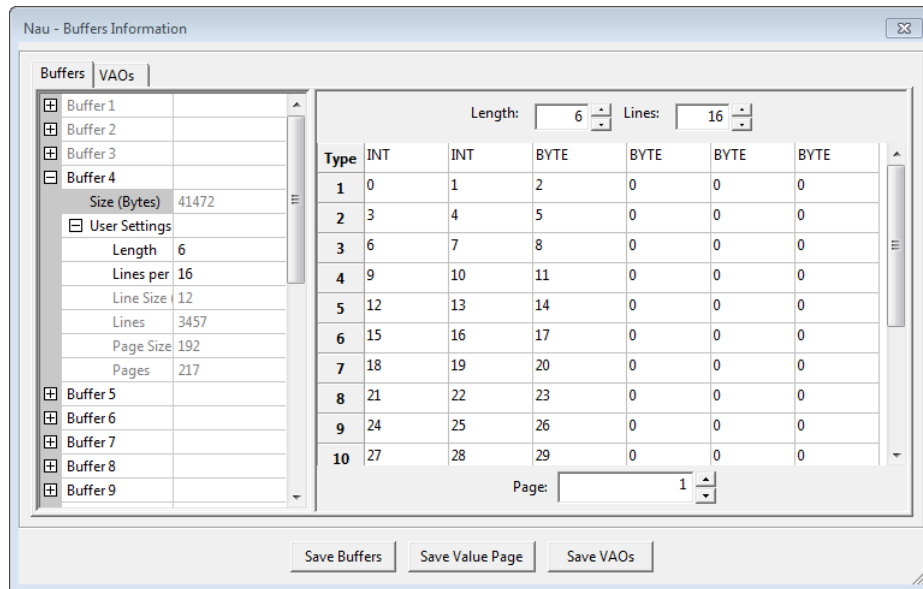 Nau - Buffers Information
Buffers VAOs
Buffer 1
Buffer 2
Buffer 3
Buffer 4
Size (Bytes) 41472
User Settings
Length 6
Lines per 16
Line Size ( 12
Lines 3457
Page Size 192
Pages 217
Buffer 5
Buffer 6
Buffer 7
Buffer 8
Buffer 9
Length: 6 Lines: 16
Type INT INT BYTE BYTE BYTE BYTE
1 0 1 2 0 0 0
2 3 4 5 0 0 0
3 6 7 8 0 0 0
4 9 10 11 0 0 0
5 12 13 14 0 0 0
6 15 16 17 0 0 0
7 18 19 20 0 0 0
8 21 22 23 0 0 0
9 24 25 26 0 0 0
10 27 28 29 0 0 0
Page: 1
Save Buffers Save Value Page Save VAOs